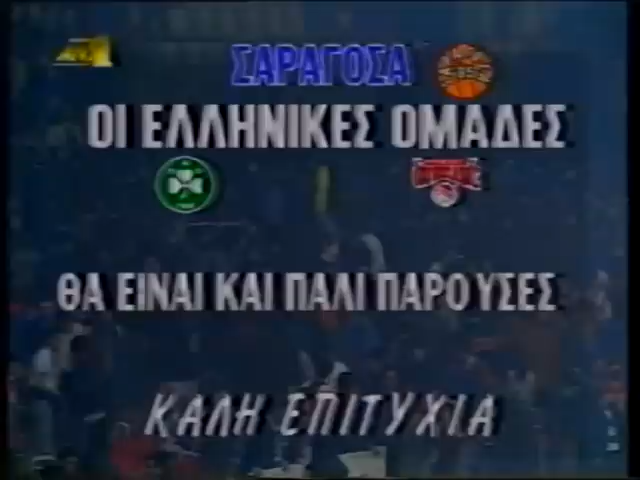 ΣΑΡΑΓΟΣΑ
ΟΙ ΕΛΛΗΝΙΚΕΣ ΟΜΑΔΕΣ
ΘΑ ΕΙΝΑΙ ΚΑΙ ΠΑΛΙ ΠΑΡΟΥΣΕΣ
ΚΑΛΗ ΕΠΙΤΥΧΙΑ